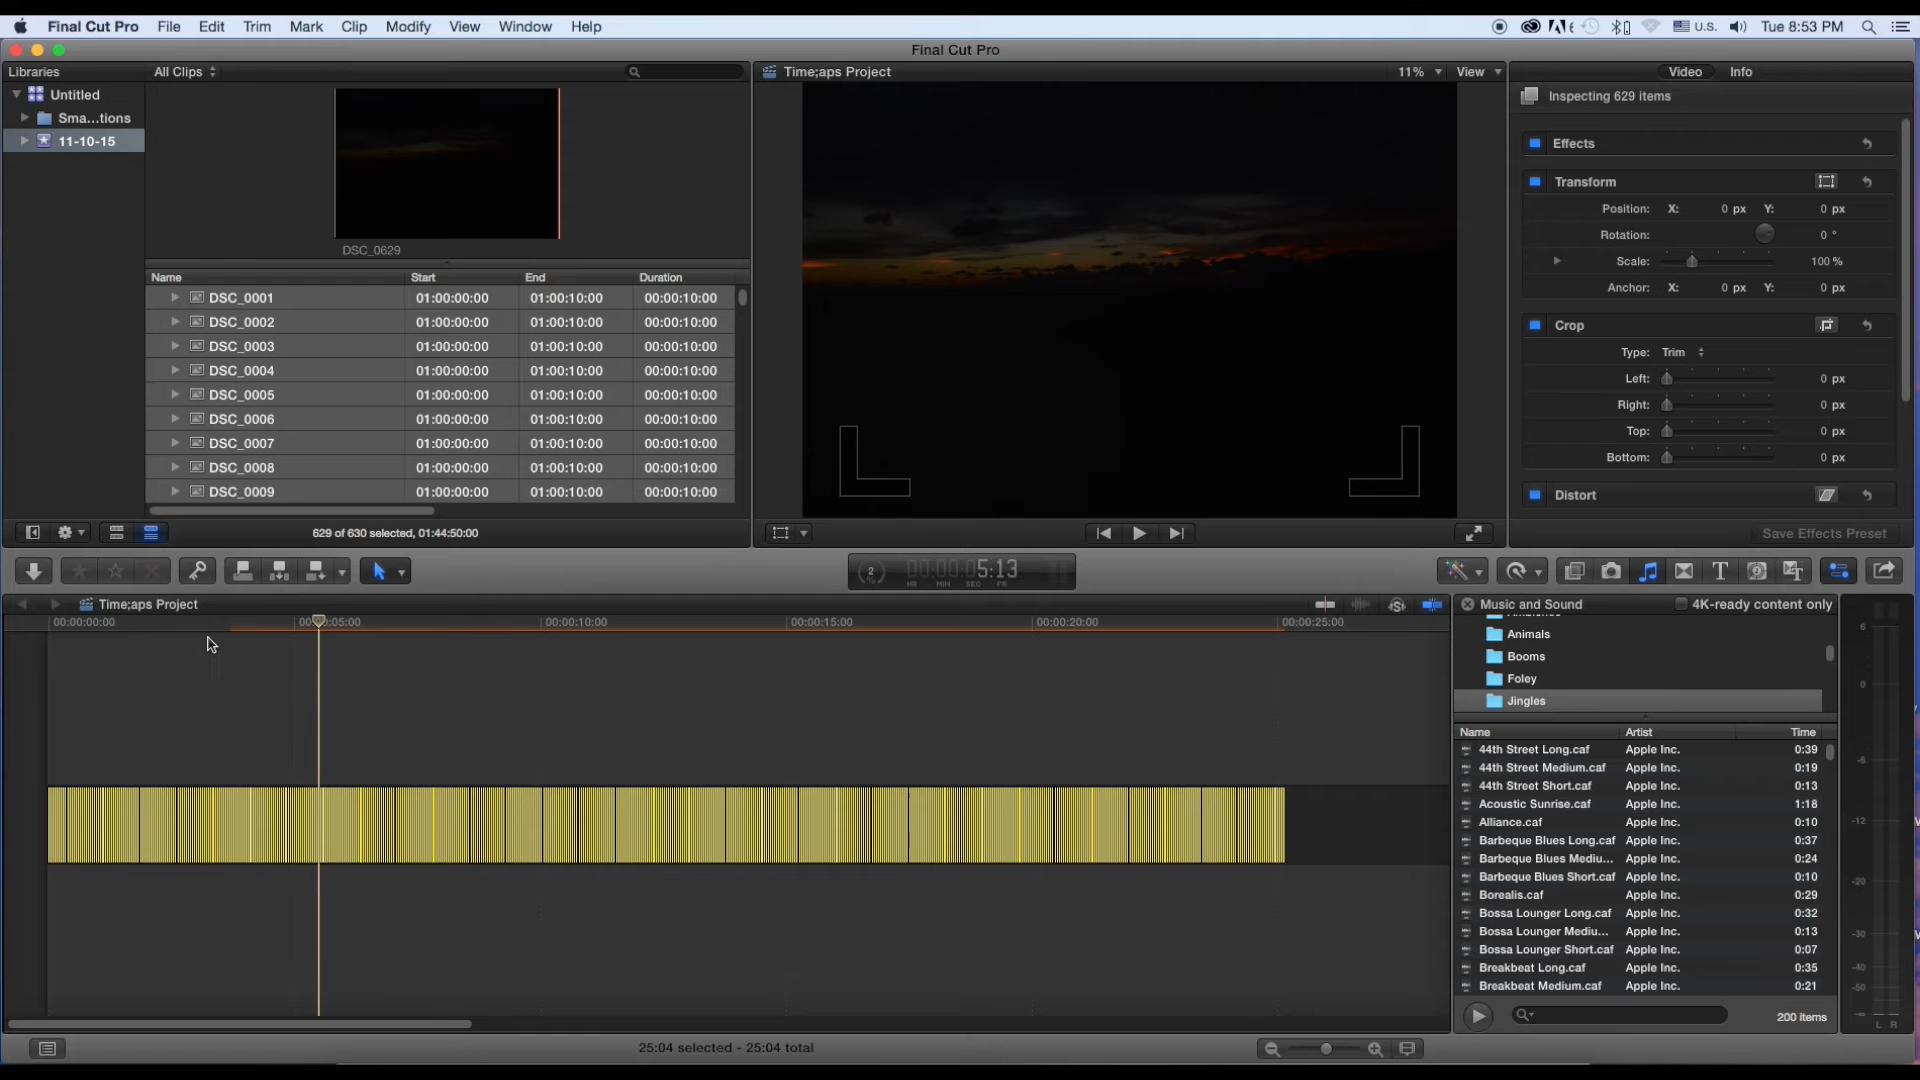 Final Cut Pro File Edit Trim Mark Clip Modify View Window Help U.S. Tue 8:53 PM
Final Cut Pro
Libraries All Clips Time;aps Project 11% View Video Info
Untitled Inspecting 629 items
Sma...tions
11-10-15
Effects
Transform
Position: X: 0 px Y: 0 px
Rotation: 0 °
DSC_0629
Scale: 100 %
Name Start End Duration
Anchor: X: 0 px Y: 0 px
DSC_0001 01:00:00:00 01:00:10:00 00:00:10:00
DSC_0002 01:00:00:00 01:00:10:00 00:00:10:00
Crop
DSC_0003 01:00:00:00 01:00:10:00 00:00:10:00
Type: Trim
DSC_0004 01:00:00:00 01:00:10:00 00:00:10:00
Left: 0 px
DSC_0005 01:00:00:00 01:00:10:00 00:00:10:00
Right: 0 px
DSC_0006 01:00:00:00 01:00:10:00 00:00:10:00
Top: 0 px
DSC_0007 01:00:00:00 01:00:10:00 00:00:10:00
Bottom: 0 px
DSC_0008 01:00:00:00 01:00:10:00 00:00:10:00
DSC_0009 01:00:00:00 01:00:10:00 00:00:10:00
Distort
629 of 630 selected, 01:44:50:00 Save Effects Preset
2 % 00:00:05:13
HR MIN SEC FR
Time;aps Project Music and Sound 4K-ready content only
00:00:00:00 05:00 00:00:10:00 00:00:15:00 00:00:20:00 00:00:25:00
Animals
Booms
Foley
Jingles
Name Artist Time
44th Street Long.caf Apple Inc. 0:39
44th Street Medium.caf Apple Inc. 0:19
44th Street Short.caf Apple Inc. 0:13
Acoustic Sunrise.caf Apple Inc. 1:18
Alliance.caf Apple Inc. 0:10
Barbeque Blues Long.caf Apple Inc. 0:37
Barbeque Blues Mediu... Apple Inc. 0:24
Barbeque Blues Short.caf Apple Inc. 0:10
Borealis.caf Apple Inc. 0:29
Bossa Lounger Long.caf Apple Inc. 0:32
Bossa Lounger Mediu... Apple Inc. 0:13
Bossa Lounger Short.caf Apple Inc. 0:07
Breakbeat Long.caf Apple Inc. 0:35
Breakbeat Medium.caf Apple Inc. 0:21
200 items
6
0
-6
-12
-20
-30
-40
-50
L R
25:04 selected - 25:04 total